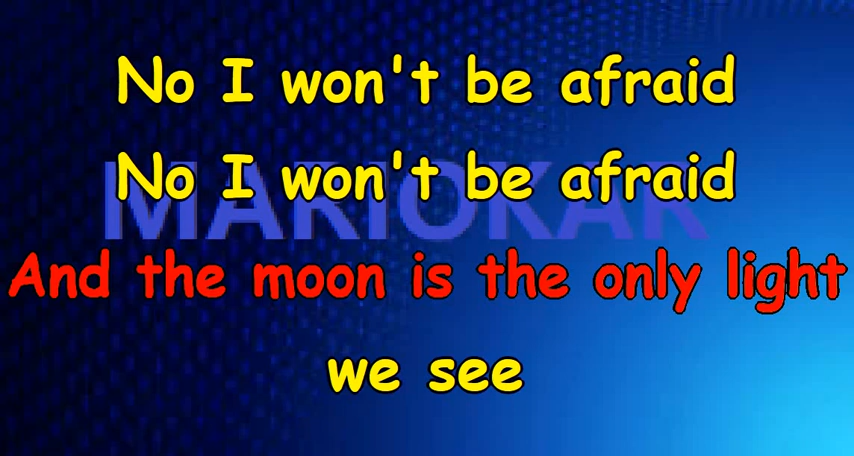 No I won't be afraid
No I won't be afraid
MARIOKAR
And the moon is the only light
we see